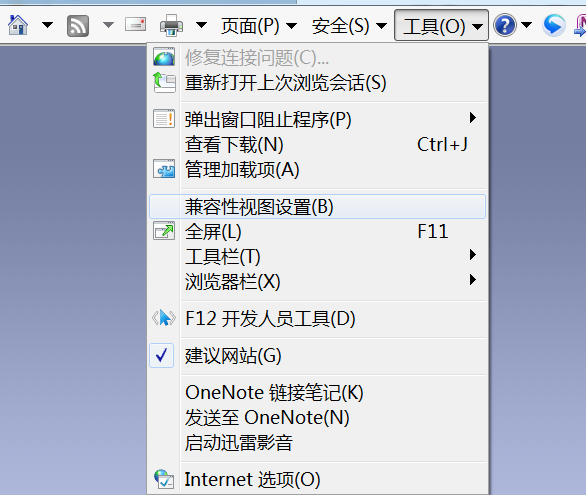 页面(P) 安全(S) 工具(O)
修复连接问题(C)...
重新打开上次浏览会话(S)
弹出窗口阻止程序(P)
查看下载(N) Ctrl+J
管理加载项(A)
兼容性视图设置(B)
全屏(L) F11
工具栏(T)
浏览器栏(X)
F12 开发人员工具(D)
建议网站(G)
OneNote 链接笔记(K)
发送至 OneNote(N)
启动迅雷影音
Internet 选项(O)